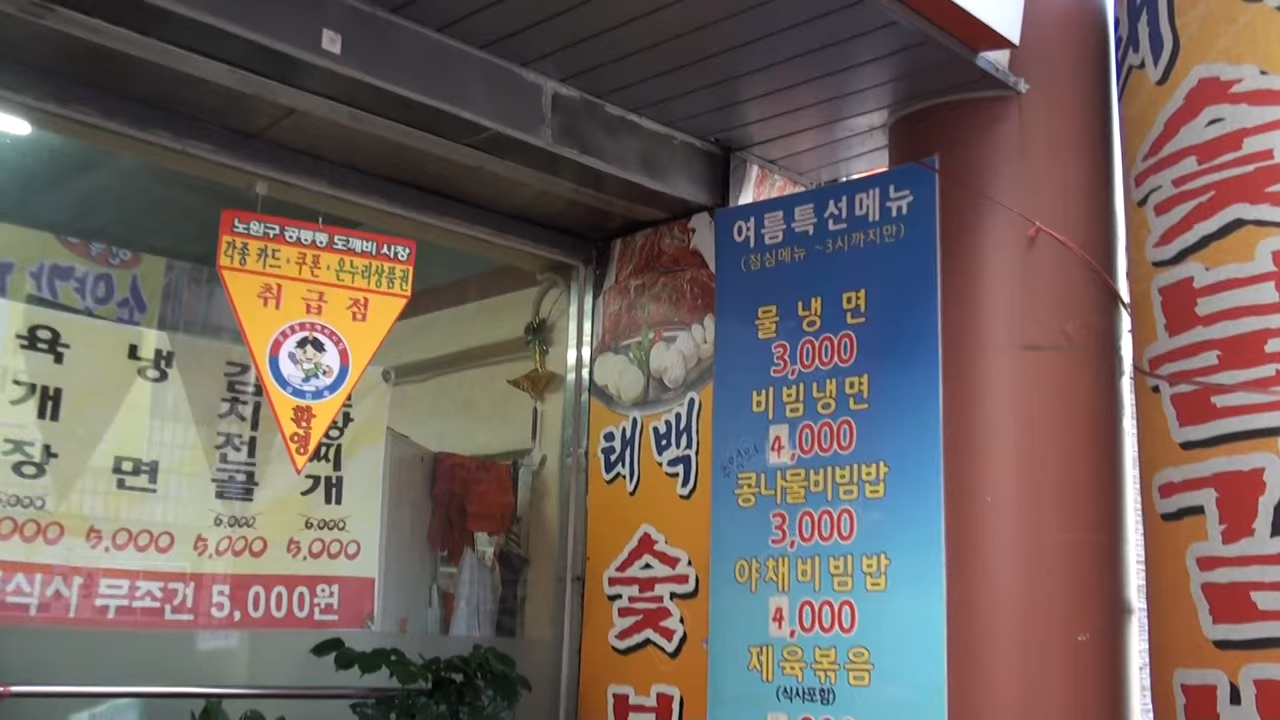 노원구 공릉동 도깨비 시장
각종 카드·쿠폰·온누리상품권
취급점
환영
육개장
냉면
김치전골
찌개
6,000
6,000
5,000
5,000
5,000
식사 무조건 5,000원
태백
숯
여름특선메뉴
(점심메뉴 ~3시까지만)
물냉면
3,000
비빔냉면
4,000
콩나물비빔밥
3,000
야채비빔밥
4,000
제육볶음
(식사포함)
숯불